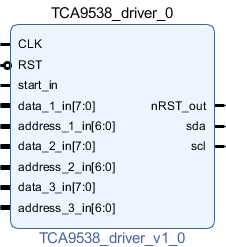 TCA9538_driver_0
CLK
RST
start_in
data_1_in[7:0]
address_1_in[6:0]
data_2_in[7:0]
address_2_in[6:0]
data_3_in[7:0]
address_3_in[6:0]
nRST_out
sda
scl
TCA9538_driver_v1_0